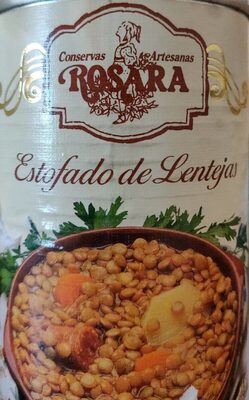 Conservas Artesanas
ROSARA
Estofado de Lentejas